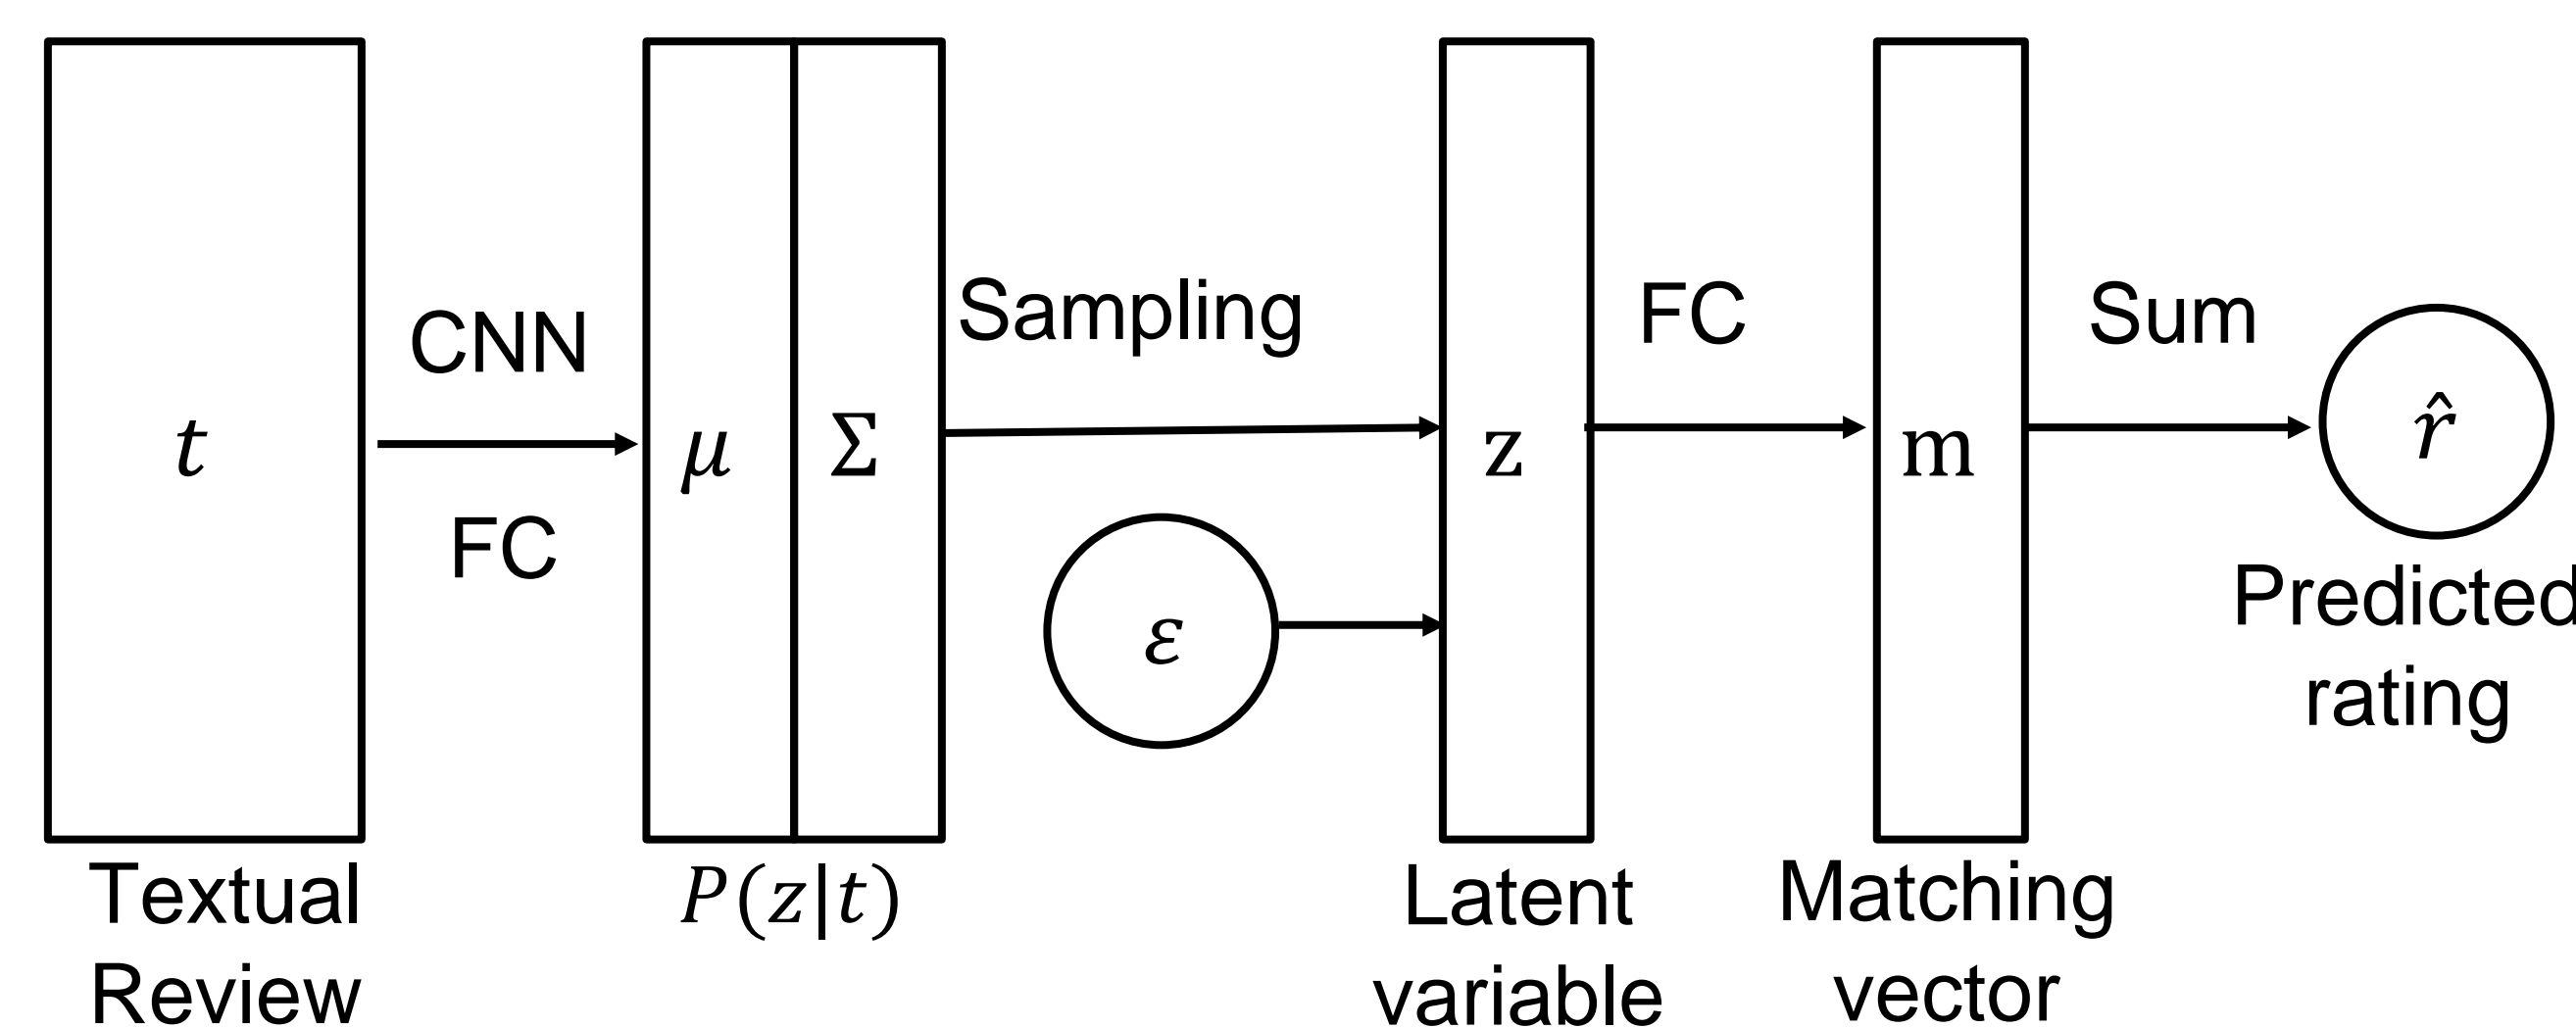 t
CNN
FC
μ
Σ
Sampling
ε
z
FC
m
Sum
r̂
Predicted
rating
Textual
Review
P(z|t)
Latent
variable
Matching
vector